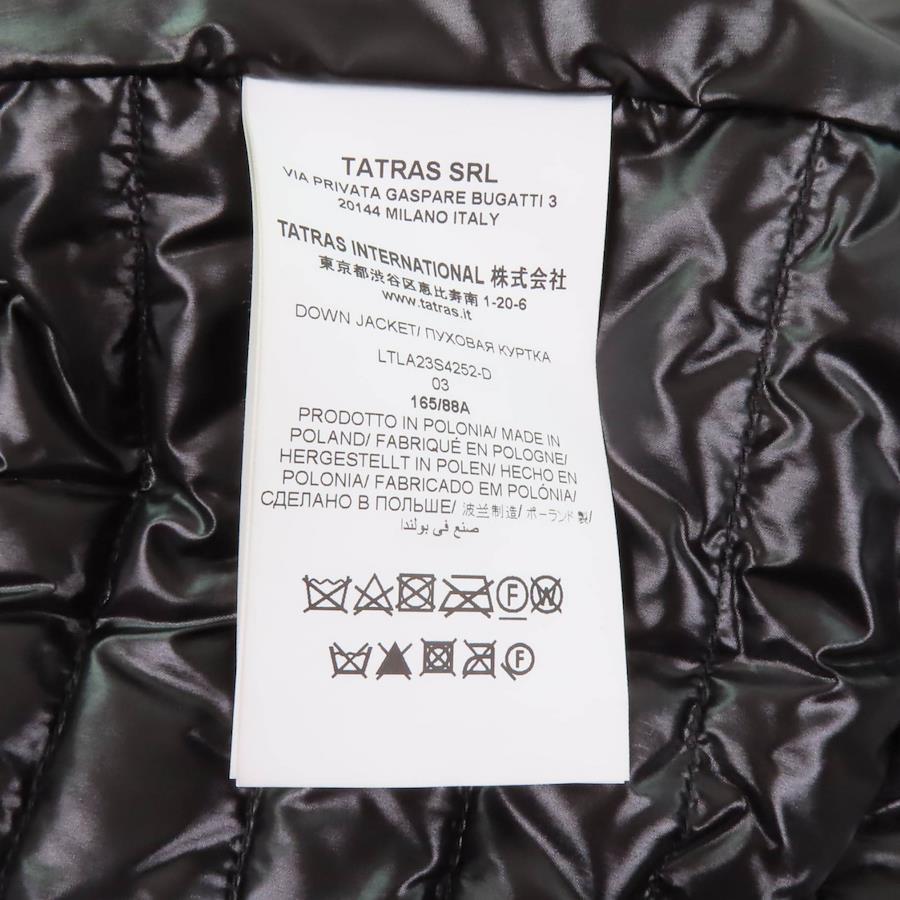 TATRAS SRL
VIA PRIVATA GASPARE BUGATTI 3
20144 MILANO ITALY
TATRAS INTERNATIONAL 株式会社
東京都渋谷区恵比寿南 1-20-6
www.tatras.it
DOWN JACKET/ ПУХОВАЯ КУРТКА
LTLA23S4252-D
03
165/88A
PRODOTTO IN POLONIA/ MADE IN
POLAND/ FABRIQUÉ EN POLOGNE/
HERGESTELLT IN POLEN/ HECHO EN
POLONIA/ FABRICADO EM POLÓNIA/
СДЕЛАНО В ПОЛЬШЕ/ 波兰制造/ ポーランド製/
صنع في بولندا
F W
F